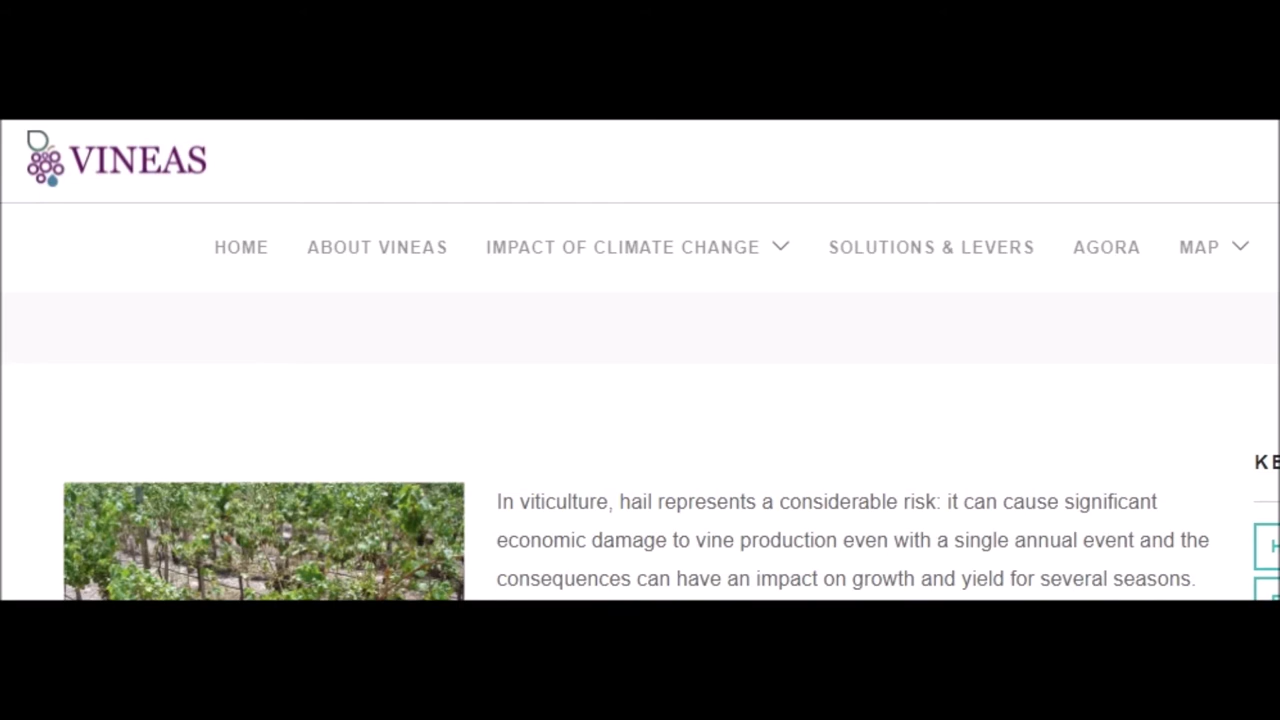 VINEAS
HOME ABOUT VINEAS IMPACT OF CLIMATE CHANGE SOLUTIONS & LEVERS AGORA MAP
In viticulture, hail represents a considerable risk: it can cause significant
economic damage to vine production even with a single annual event and the
consequences can have an impact on growth and yield for several seasons.